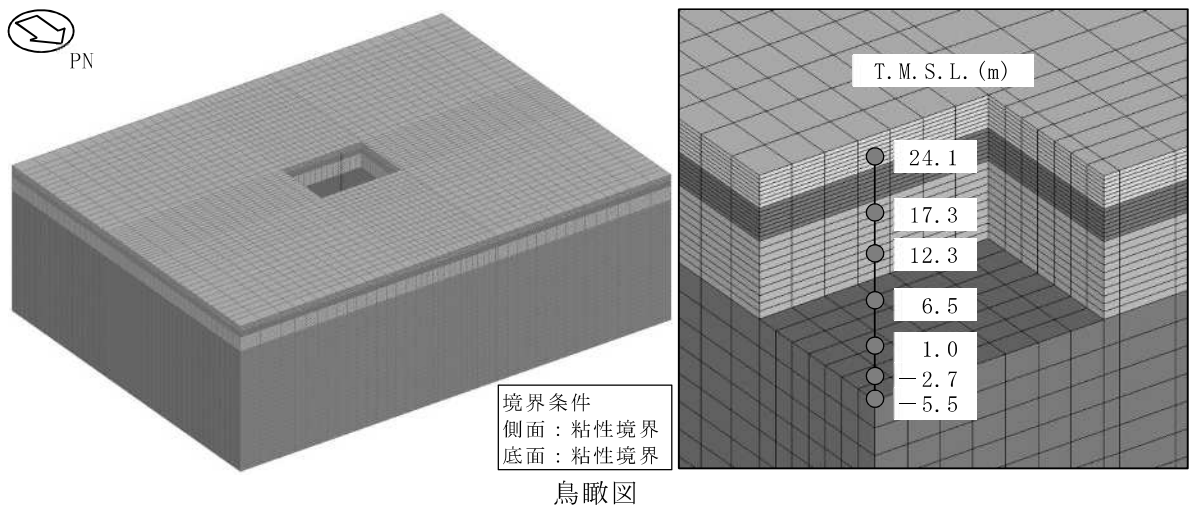 PN
T.M.S.L.(m)
24.1
17.3
12.3
6.5
1.0
-2.7
-5.5
境界条件
側面：粘性境界
底面：粘性境界
鳥瞰図